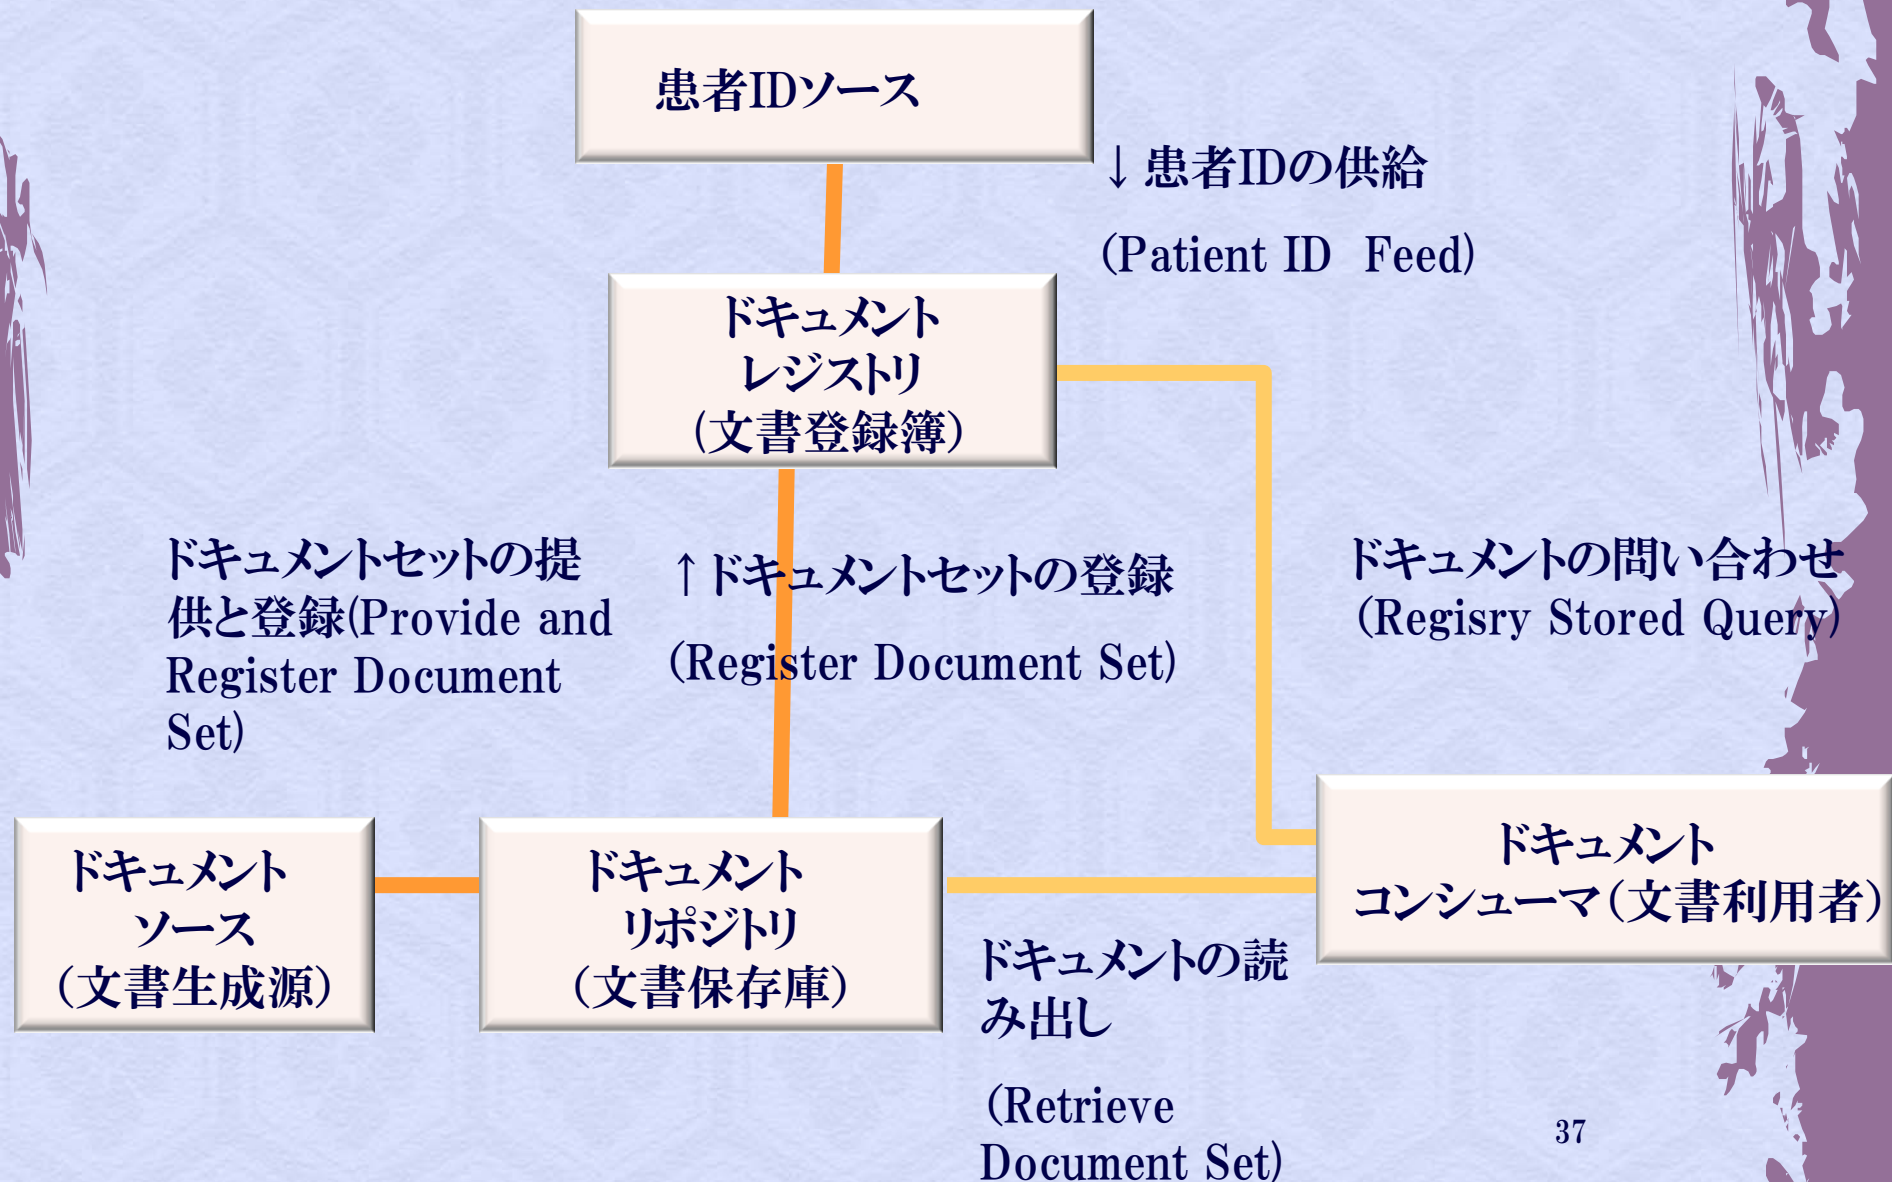 患者IDソース
↓患者IDの供給
(Patient ID Feed)
ドキュメント
レジストリ
(文書登録簿)
ドキュメントセットの提
供と登録(Provide and
Register Document
Set)
↑ドキュメントセットの登録
(Register Document Set)
ドキュメントの問い合わせ
(Regisry Stored Query)
ドキュメント
ソース
(文書生成源)
ドキュメント
リポジトリ
(文書保存庫)
ドキュメント
コンシューマ(文書利用者)
ドキュメントの読
み出し
(Retrieve
Document Set)
37